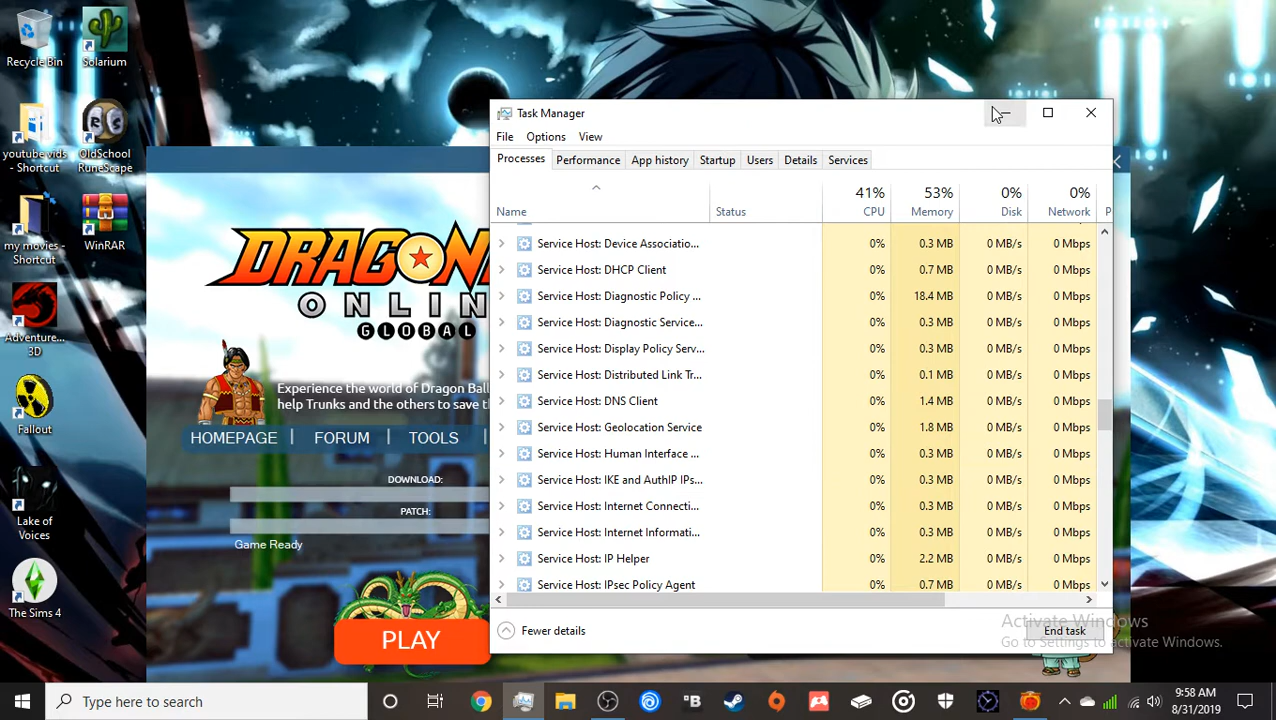 Recycle Bin
Solarium
youtube vids
- Shortcut
OldSchool
RuneScape
my movies -
Shortcut
WinRAR
Adventure...
3D
Fallout
Lake of
Voices
The Sims 4
ONLIN
GLOBAL
Experience the world of Dragon Ball
help Trunks and the others to save t
HOMEPAGE | FORUM | TOOLS |
DOWNLOAD:
PATCH:
Game Ready
PLAY
Task Manager
File Options View
Processes Performance App history Startup Users Details Services
41% 53% 0% 0%
Name Status CPU Memory Disk Network P
Service Host: Device Associatio... 0% 0.3 MB 0 MB/s 0 Mbps
Service Host: DHCP Client 0% 0.7 MB 0 MB/s 0 Mbps
Service Host: Diagnostic Policy ... 0% 18.4 MB 0 MB/s 0 Mbps
Service Host: Diagnostic Service... 0% 0.3 MB 0 MB/s 0 Mbps
Service Host: Display Policy Serv... 0% 0.3 MB 0 MB/s 0 Mbps
Service Host: Distributed Link Tr... 0% 0.1 MB 0 MB/s 0 Mbps
Service Host: DNS Client 0% 1.4 MB 0 MB/s 0 Mbps
Service Host: Geolocation Service 0% 1.8 MB 0 MB/s 0 Mbps
Service Host: Human Interface ... 0% 0.3 MB 0 MB/s 0 Mbps
Service Host: IKE and AuthIP IPs... 0% 0.3 MB 0 MB/s 0 Mbps
Service Host: Internet Connecti... 0% 0.3 MB 0 MB/s 0 Mbps
Service Host: Internet Informati... 0% 0.3 MB 0 MB/s 0 Mbps
Service Host: IP Helper 0% 2.2 MB 0 MB/s 0 Mbps
Service Host: IPsec Policy Agent 0% 0.7 MB 0 MB/s 0 Mbps
Fewer details
End task
Activate Windows
Go to Settings to activate Windows.
Type here to search
9:58 AM
8/31/2019